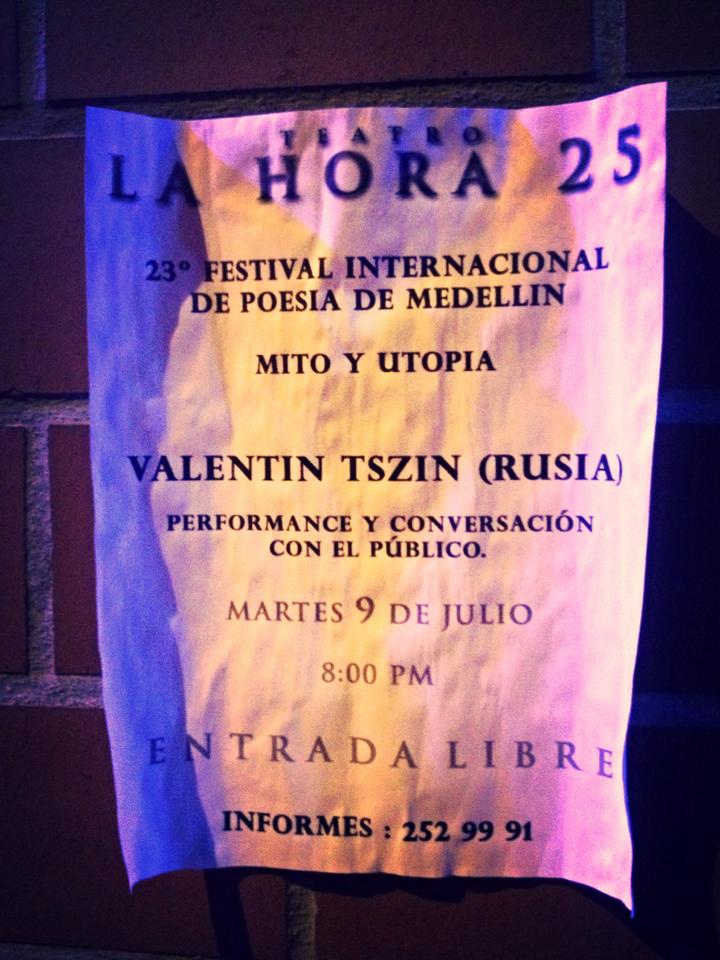 TEATRO
LA HORA 25
23º FESTIVAL INTERNACIONAL
DE POESIA DE MEDELLIN
MITO Y UTOPIA
VALENTIN TSZIN (RUSIA)
PERFORMANCE Y CONVERSACIÓN
CON EL PÚBLICO.
MARTES 9 DE JULIO
8:00 PM
ENTRADA LIBRE
INFORMES : 252 99 91